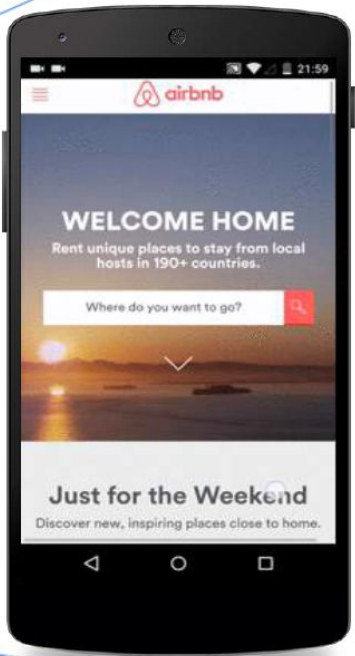 21:59
airbnb
WELCOME HOME
Rent unique places to stay from local
hosts in 190+ countries.
Where do you want to go?
Just for the Weekend
Discover new, inspiring places close to home.